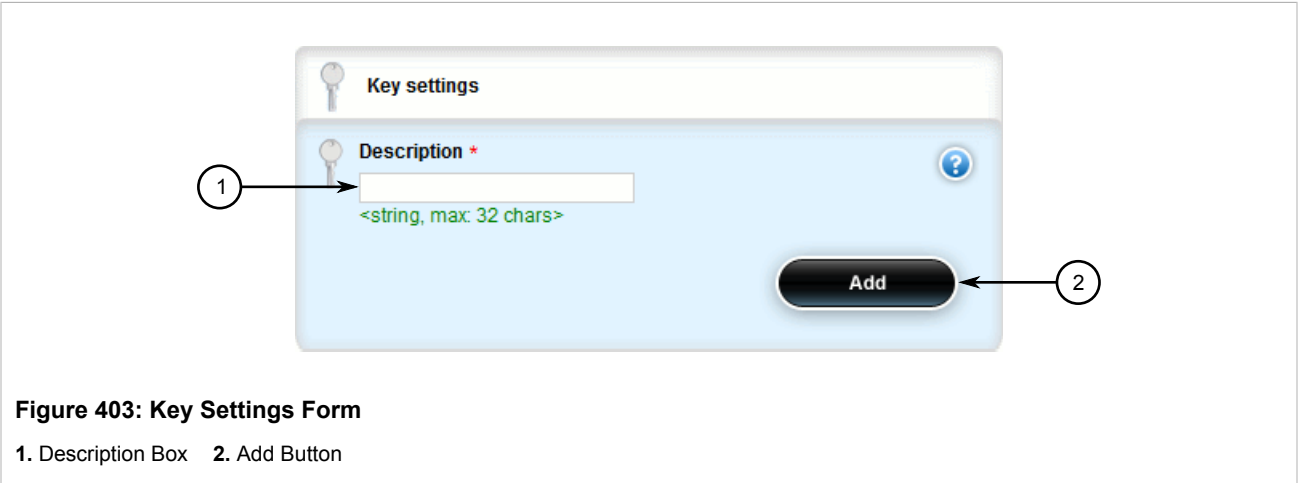 Key settings
Description *
?
1
<string, max: 32 chars>
Add
2
Figure 403: Key Settings Form
1. Description Box 2. Add Button